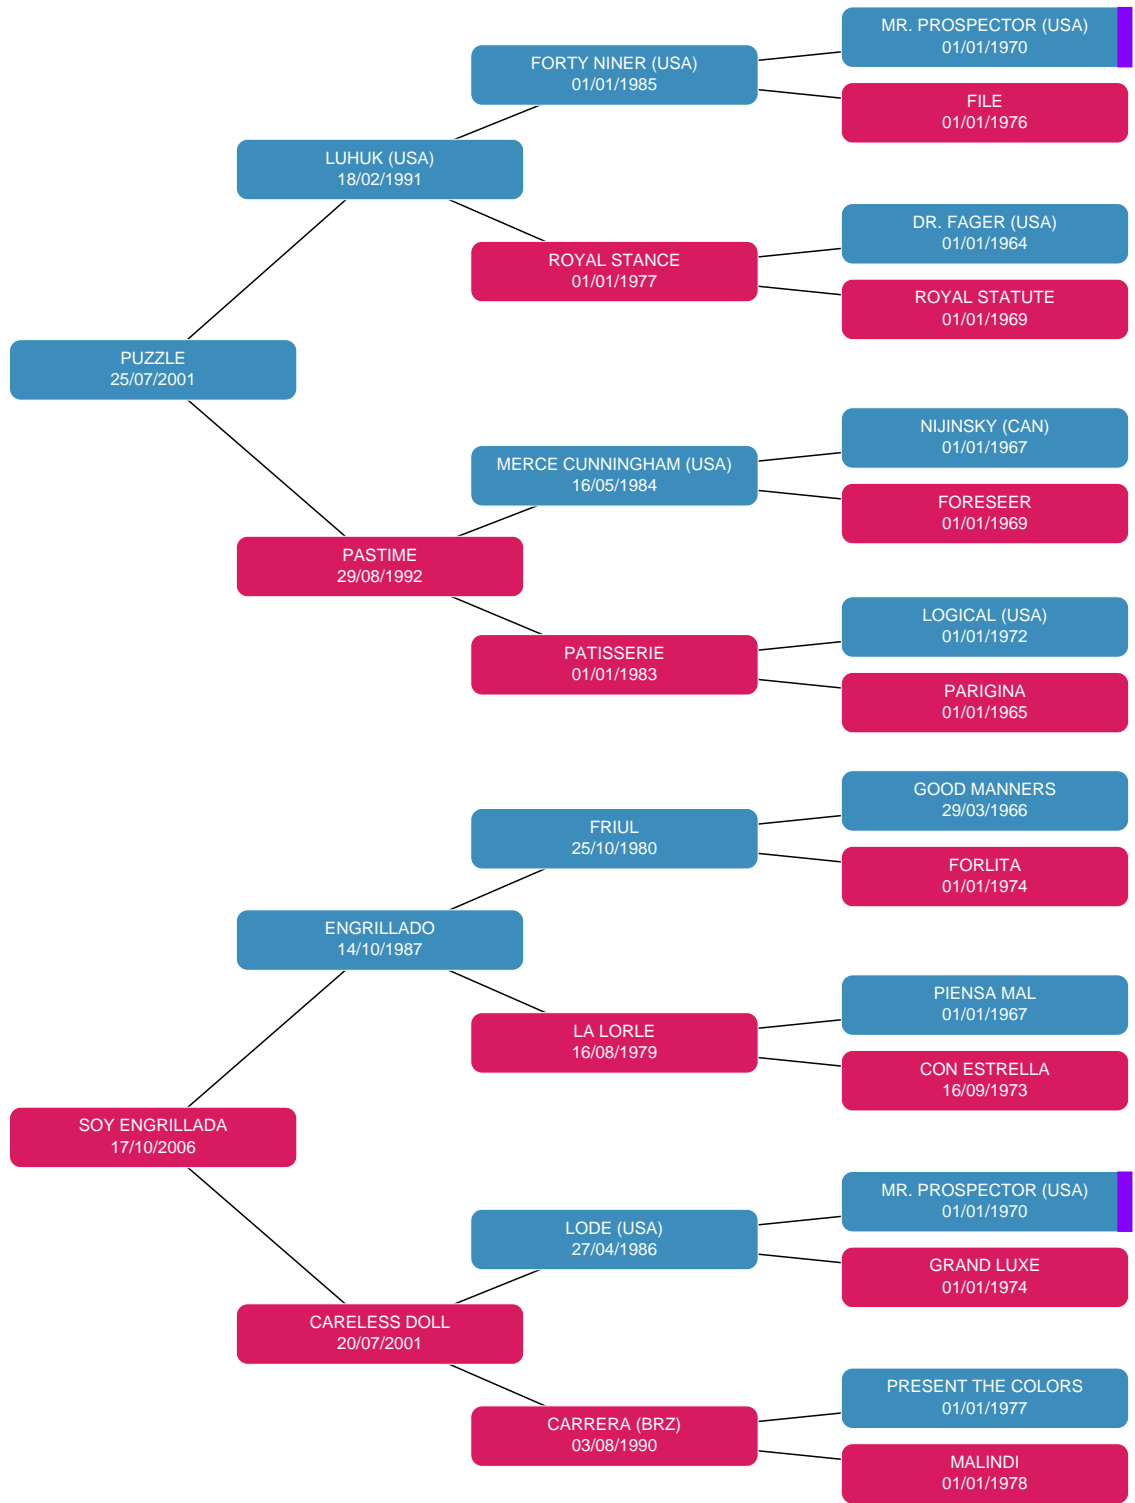 MR. PROSPECTOR (USA)
01/01/1970
FORTY NINER (USA)
01/01/1985
FILE
01/01/1976
LUHUK (USA)
18/02/1991
DR. FAGER (USA)
01/01/1964
ROYAL STANCE
01/01/1977
ROYAL STATUTE
01/01/1969
PUZZLE
25/07/2001
NIJINSKY (CAN)
01/01/1967
MERCE CUNNINGHAM (USA)
16/05/1984
FORESEER
01/01/1969
PASTIME
29/08/1992
LOGICAL (USA)
01/01/1972
PATISSERIE
01/01/1983
PARIGINA
01/01/1965
GOOD MANNERS
29/03/1966
FRIUL
25/10/1980
FORLITA
01/01/1974
ENGRILLADO
14/10/1987
PIENSA MAL
01/01/1967
LA LORLE
16/08/1979
CON ESTRELLA
16/09/1973
SOY ENGRILLADA
17/10/2006
MR. PROSPECTOR (USA)
01/01/1970
LODE (USA)
27/04/1986
GRAND LUXE
01/01/1974
CARELESS DOLL
20/07/2001
PRESENT THE COLORS
01/01/1977
CARRERA (BRZ)
03/08/1990
MALINDI
01/01/1978